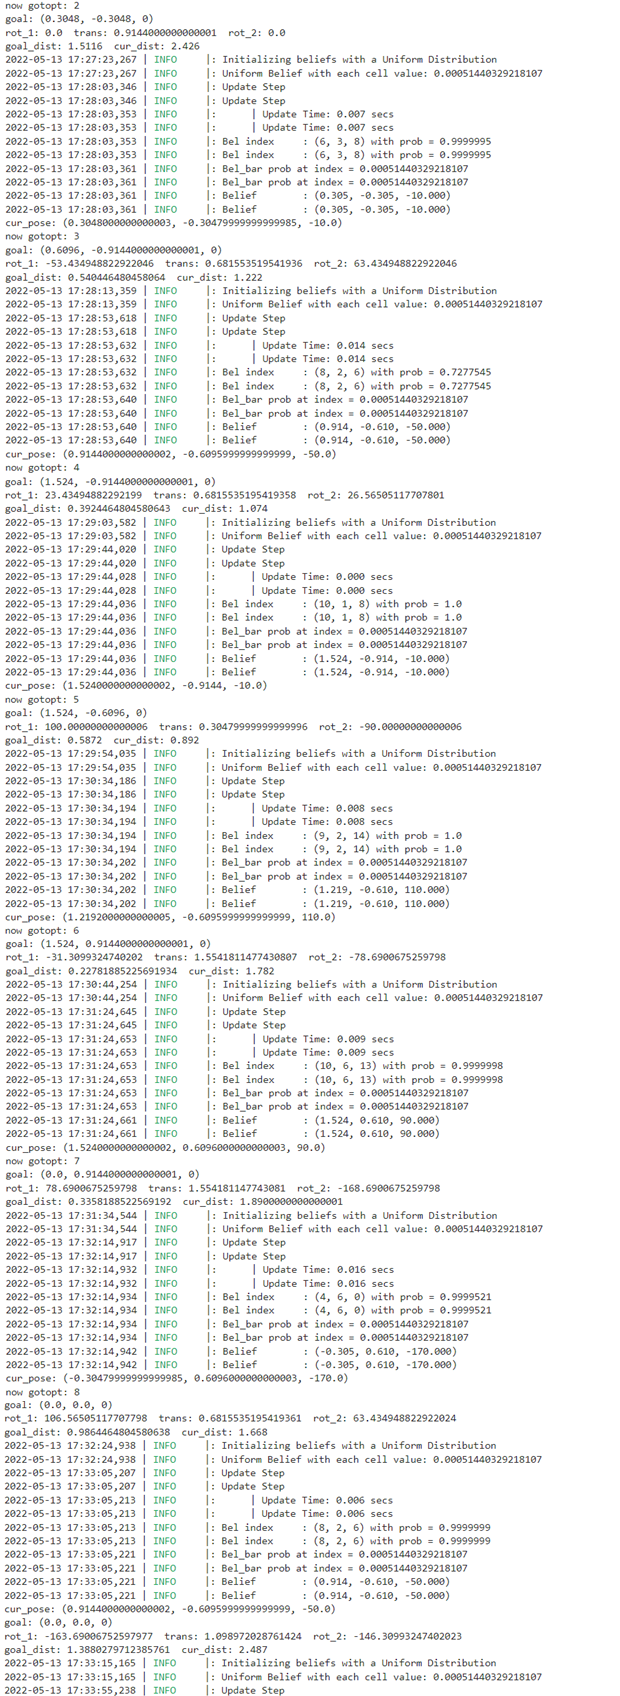 now gotopt: 2
goal: (0.3048, -0.3048, 0)
rot_1: 0.0  trans: 0.9144000000000001  rot_2: 0.0
goal_dist: 1.5116  cur_dist: 2.426
2022-05-13 17:27:23,267 | INFO     |: Initializing beliefs with a Uniform Distribution
2022-05-13 17:27:23,267 | INFO     |: Uniform Belief with each cell value: 0.00051440329218107
2022-05-13 17:28:03,346 | INFO     |: Update Step
2022-05-13 17:28:03,346 | INFO     |: Update Step
2022-05-13 17:28:03,353 | INFO     |:      | Update Time: 0.007 secs
2022-05-13 17:28:03,353 | INFO     |:      | Update Time: 0.007 secs
2022-05-13 17:28:03,353 | INFO     |: Bel index     : (6, 3, 8) with prob = 0.9999995
2022-05-13 17:28:03,353 | INFO     |: Bel index     : (6, 3, 8) with prob = 0.9999995
2022-05-13 17:28:03,361 | INFO     |: Bel_bar prob at index = 0.00051440329218107
2022-05-13 17:28:03,361 | INFO     |: Bel_bar prob at index = 0.00051440329218107
2022-05-13 17:28:03,361 | INFO     |: Belief        : (0.305, -0.305, -10.000)
2022-05-13 17:28:03,361 | INFO     |: Belief        : (0.305, -0.305, -10.000)
cur_pose: (0.3048000000000003, -0.30479999999999985, -10.0)
now gotopt: 3
goal: (0.6096, -0.9144000000000001, 0)
rot_1: -53.434948822922046  trans: 0.681553519541936  rot_2: 63.434948822922046
goal_dist: 0.540446480458064  cur_dist: 1.222
2022-05-13 17:28:13,359 | INFO     |: Initializing beliefs with a Uniform Distribution
2022-05-13 17:28:13,359 | INFO     |: Uniform Belief with each cell value: 0.00051440329218107
2022-05-13 17:28:53,618 | INFO     |: Update Step
2022-05-13 17:28:53,618 | INFO     |: Update Step
2022-05-13 17:28:53,632 | INFO     |:      | Update Time: 0.014 secs
2022-05-13 17:28:53,632 | INFO     |:      | Update Time: 0.014 secs
2022-05-13 17:28:53,632 | INFO     |: Bel index     : (8, 2, 6) with prob = 0.7277545
2022-05-13 17:28:53,632 | INFO     |: Bel index     : (8, 2, 6) with prob = 0.7277545
2022-05-13 17:28:53,640 | INFO     |: Bel_bar prob at index = 0.00051440329218107
2022-05-13 17:28:53,640 | INFO     |: Bel_bar prob at index = 0.00051440329218107
2022-05-13 17:28:53,640 | INFO     |: Belief        : (0.914, -0.610, -50.000)
2022-05-13 17:28:53,640 | INFO     |: Belief        : (0.914, -0.610, -50.000)
cur_pose: (0.9144000000000002, -0.6095999999999999, -50.0)
now gotopt: 4
goal: (1.524, -0.9144000000000001, 0)
rot_1: 23.43494882292199  trans: 0.6815535195419358  rot_2: 26.56505117707801
goal_dist: 0.3924464804580643  cur_dist: 1.074
2022-05-13 17:29:03,582 | INFO     |: Initializing beliefs with a Uniform Distribution
2022-05-13 17:29:03,582 | INFO     |: Uniform Belief with each cell value: 0.00051440329218107
2022-05-13 17:29:44,020 | INFO     |: Update Step
2022-05-13 17:29:44,020 | INFO     |: Update Step
2022-05-13 17:29:44,028 | INFO     |:      | Update Time: 0.000 secs
2022-05-13 17:29:44,028 | INFO     |:      | Update Time: 0.000 secs
2022-05-13 17:29:44,036 | INFO     |: Bel index     : (10, 1, 8) with prob = 1.0
2022-05-13 17:29:44,036 | INFO     |: Bel index     : (10, 1, 8) with prob = 1.0
2022-05-13 17:29:44,036 | INFO     |: Bel_bar prob at index = 0.00051440329218107
2022-05-13 17:29:44,036 | INFO     |: Bel_bar prob at index = 0.00051440329218107
2022-05-13 17:29:44,036 | INFO     |: Belief        : (1.524, -0.914, -10.000)
2022-05-13 17:29:44,036 | INFO     |: Belief        : (1.524, -0.914, -10.000)
cur_pose: (1.5240000000000002, -0.9144, -10.0)
now gotopt: 5
goal: (1.524, -0.6096, 0)
rot_1: 100.00000000000006  trans: 0.30479999999999996  rot_2: -90.00000000000006
goal_dist: 0.5872  cur_dist: 0.892
2022-05-13 17:29:54,035 | INFO     |: Initializing beliefs with a Uniform Distribution
2022-05-13 17:29:54,035 | INFO     |: Uniform Belief with each cell value: 0.00051440329218107
2022-05-13 17:30:34,186 | INFO     |: Update Step
2022-05-13 17:30:34,186 | INFO     |: Update Step
2022-05-13 17:30:34,194 | INFO     |:      | Update Time: 0.008 secs
2022-05-13 17:30:34,194 | INFO     |:      | Update Time: 0.008 secs
2022-05-13 17:30:34,194 | INFO     |: Bel index     : (9, 2, 14) with prob = 1.0
2022-05-13 17:30:34,194 | INFO     |: Bel index     : (9, 2, 14) with prob = 1.0
2022-05-13 17:30:34,202 | INFO     |: Bel_bar prob at index = 0.00051440329218107
2022-05-13 17:30:34,202 | INFO     |: Bel_bar prob at index = 0.00051440329218107
2022-05-13 17:30:34,202 | INFO     |: Belief        : (1.219, -0.610, 110.000)
2022-05-13 17:30:34,202 | INFO     |: Belief        : (1.219, -0.610, 110.000)
cur_pose: (1.2192000000000005, -0.6095999999999999, 110.0)
now gotopt: 6
goal: (1.524, 0.9144000000000001, 0)
rot_1: -31.3099324740202  trans: 1.5541811477430807  rot_2: -78.6900675259798
goal_dist: 0.22781885225691934  cur_dist: 1.782
2022-05-13 17:30:44,254 | INFO     |: Initializing beliefs with a Uniform Distribution
2022-05-13 17:30:44,254 | INFO     |: Uniform Belief with each cell value: 0.00051440329218107
2022-05-13 17:31:24,645 | INFO     |: Update Step
2022-05-13 17:31:24,645 | INFO     |: Update Step
2022-05-13 17:31:24,653 | INFO     |:      | Update Time: 0.009 secs
2022-05-13 17:31:24,653 | INFO     |:      | Update Time: 0.009 secs
2022-05-13 17:31:24,653 | INFO     |: Bel index     : (10, 6, 13) with prob = 0.9999998
2022-05-13 17:31:24,653 | INFO     |: Bel index     : (10, 6, 13) with prob = 0.9999998
2022-05-13 17:31:24,653 | INFO     |: Bel_bar prob at index = 0.00051440329218107
2022-05-13 17:31:24,653 | INFO     |: Bel_bar prob at index = 0.00051440329218107
2022-05-13 17:31:24,661 | INFO     |: Belief        : (1.524, 0.610, 90.000)
2022-05-13 17:31:24,661 | INFO     |: Belief        : (1.524, 0.610, 90.000)
cur_pose: (1.5240000000000002, 0.6096000000000003, 90.0)
now gotopt: 7
goal: (0.0, 0.9144000000000001, 0)
rot_1: 78.6900675259798  trans: 1.554181147743081  rot_2: -168.6900675259798
goal_dist: 0.3358188522569192  cur_dist: 1.8900000000000001
2022-05-13 17:31:34,544 | INFO     |: Initializing beliefs with a Uniform Distribution
2022-05-13 17:31:34,544 | INFO     |: Uniform Belief with each cell value: 0.00051440329218107
2022-05-13 17:32:14,917 | INFO     |: Update Step
2022-05-13 17:32:14,917 | INFO     |: Update Step
2022-05-13 17:32:14,932 | INFO     |:      | Update Time: 0.016 secs
2022-05-13 17:32:14,932 | INFO     |:      | Update Time: 0.016 secs
2022-05-13 17:32:14,934 | INFO     |: Bel index     : (4, 6, 0) with prob = 0.9999521
2022-05-13 17:32:14,934 | INFO     |: Bel index     : (4, 6, 0) with prob = 0.9999521
2022-05-13 17:32:14,934 | INFO     |: Bel_bar prob at index = 0.00051440329218107
2022-05-13 17:32:14,934 | INFO     |: Bel_bar prob at index = 0.00051440329218107
2022-05-13 17:32:14,942 | INFO     |: Belief        : (-0.305, 0.610, -170.000)
2022-05-13 17:32:14,942 | INFO     |: Belief        : (-0.305, 0.610, -170.000)
cur_pose: (-0.30479999999999985, 0.6096000000000003, -170.0)
now gotopt: 8
goal: (0.0, 0.0, 0)
rot_1: 106.56505117707798  trans: 0.6815535195419361  rot_2: 63.434948822922024
goal_dist: 0.9864464804580638  cur_dist: 1.668
2022-05-13 17:32:24,938 | INFO     |: Initializing beliefs with a Uniform Distribution
2022-05-13 17:32:24,938 | INFO     |: Uniform Belief with each cell value: 0.00051440329218107
2022-05-13 17:33:05,207 | INFO     |: Update Step
2022-05-13 17:33:05,207 | INFO     |: Update Step
2022-05-13 17:33:05,213 | INFO     |:      | Update Time: 0.006 secs
2022-05-13 17:33:05,213 | INFO     |:      | Update Time: 0.006 secs
2022-05-13 17:33:05,213 | INFO     |: Bel index     : (8, 2, 6) with prob = 0.9999999
2022-05-13 17:33:05,213 | INFO     |: Bel index     : (8, 2, 6) with prob = 0.9999999
2022-05-13 17:33:05,221 | INFO     |: Bel_bar prob at index = 0.00051440329218107
2022-05-13 17:33:05,221 | INFO     |: Bel_bar prob at index = 0.00051440329218107
2022-05-13 17:33:05,221 | INFO     |: Belief        : (0.914, -0.610, -50.000)
2022-05-13 17:33:05,221 | INFO     |: Belief        : (0.914, -0.610, -50.000)
cur_pose: (0.9144000000000002, -0.6095999999999999, -50.0)
goal: (0.0, 0.0, 0)
rot_1: -163.69006752597977  trans: 1.098972028761424  rot_2: -146.30993247402023
goal_dist: 1.3880279712385761  cur_dist: 2.487
2022-05-13 17:33:15,165 | INFO     |: Initializing beliefs with a Uniform Distribution
2022-05-13 17:33:15,165 | INFO     |: Uniform Belief with each cell value: 0.00051440329218107
2022-05-13 17:33:55,238 | INFO     |: Update Step